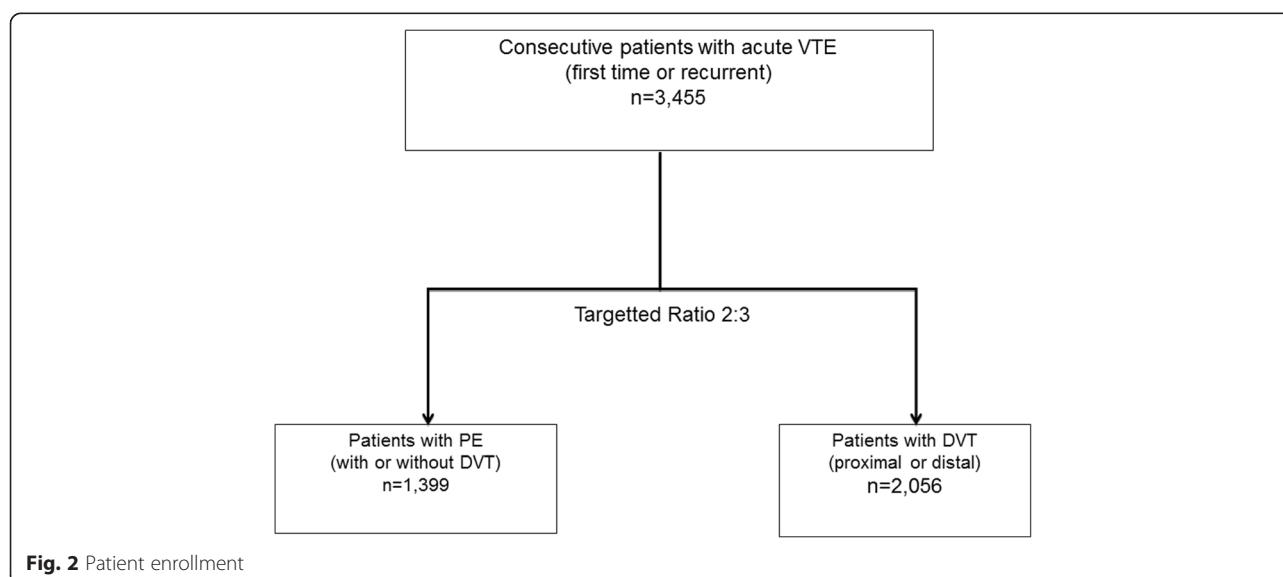 Consecutive patients with acute VTE
(first time or recurrent)
n=3,455
Targetted Ratio 2:3
Patients with PE
(with or without DVT)
n=1,399
Patients with DVT
(proximal or distal)
n=2,056
Fig. 2 Patient enrollment